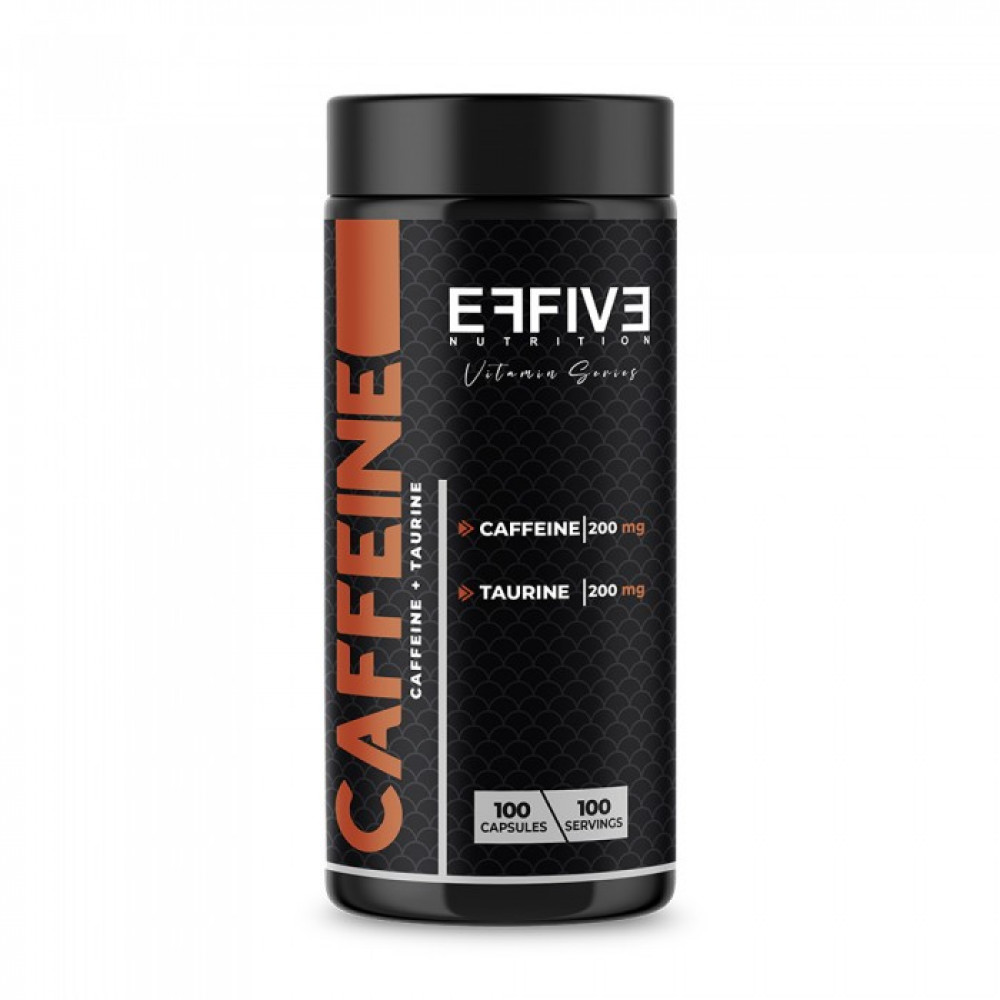 CAFFEINE
CAFFEINE + TAURINE
EFFIVE
NUTRITION
Vitamin Series
CAFFEINE | 200 mg
TAURINE | 200 mg
100 CAPSULES
100 SERVINGS